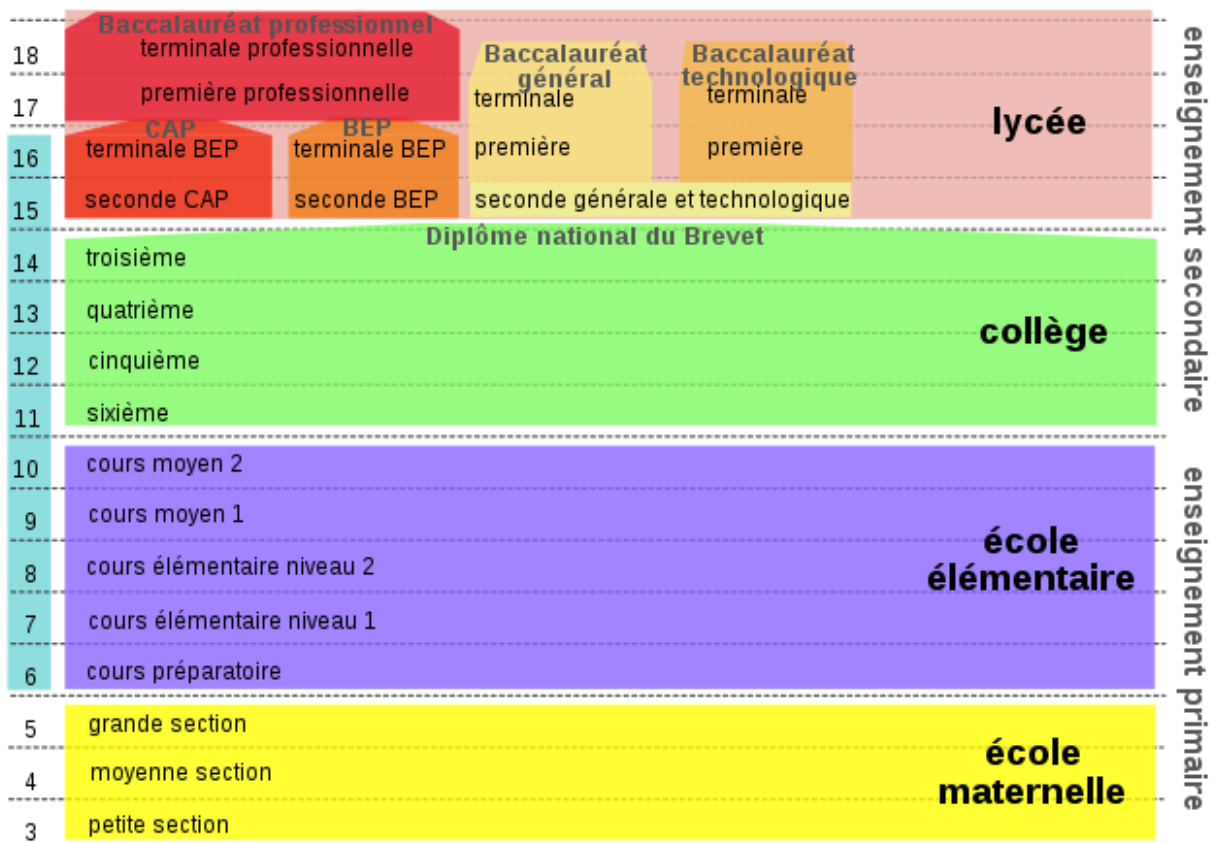 Baccalauréat professionnel
18
terminale professionnelle
Baccalauréat
général
Baccalauréat
technologique
17
première professionnelle
terminale
terminale
lycée
CAP
BEP
16
terminale BEP
terminale BEP
première
première
15
seconde CAP
seconde BEP
seconde générale et technologique
enseignement secondaire
Diplôme national du Brevet
14
troisième
13
quatrième
collège
12
cinquième
11
sixième
10
cours moyen 2
9
cours moyen 1
école
élémentaire
8
cours élémentaire niveau 2
7
cours élémentaire niveau 1
6
cours préparatoire
enseignement primaire
5
grande section
école
maternelle
4
moyenne section
3
petite section